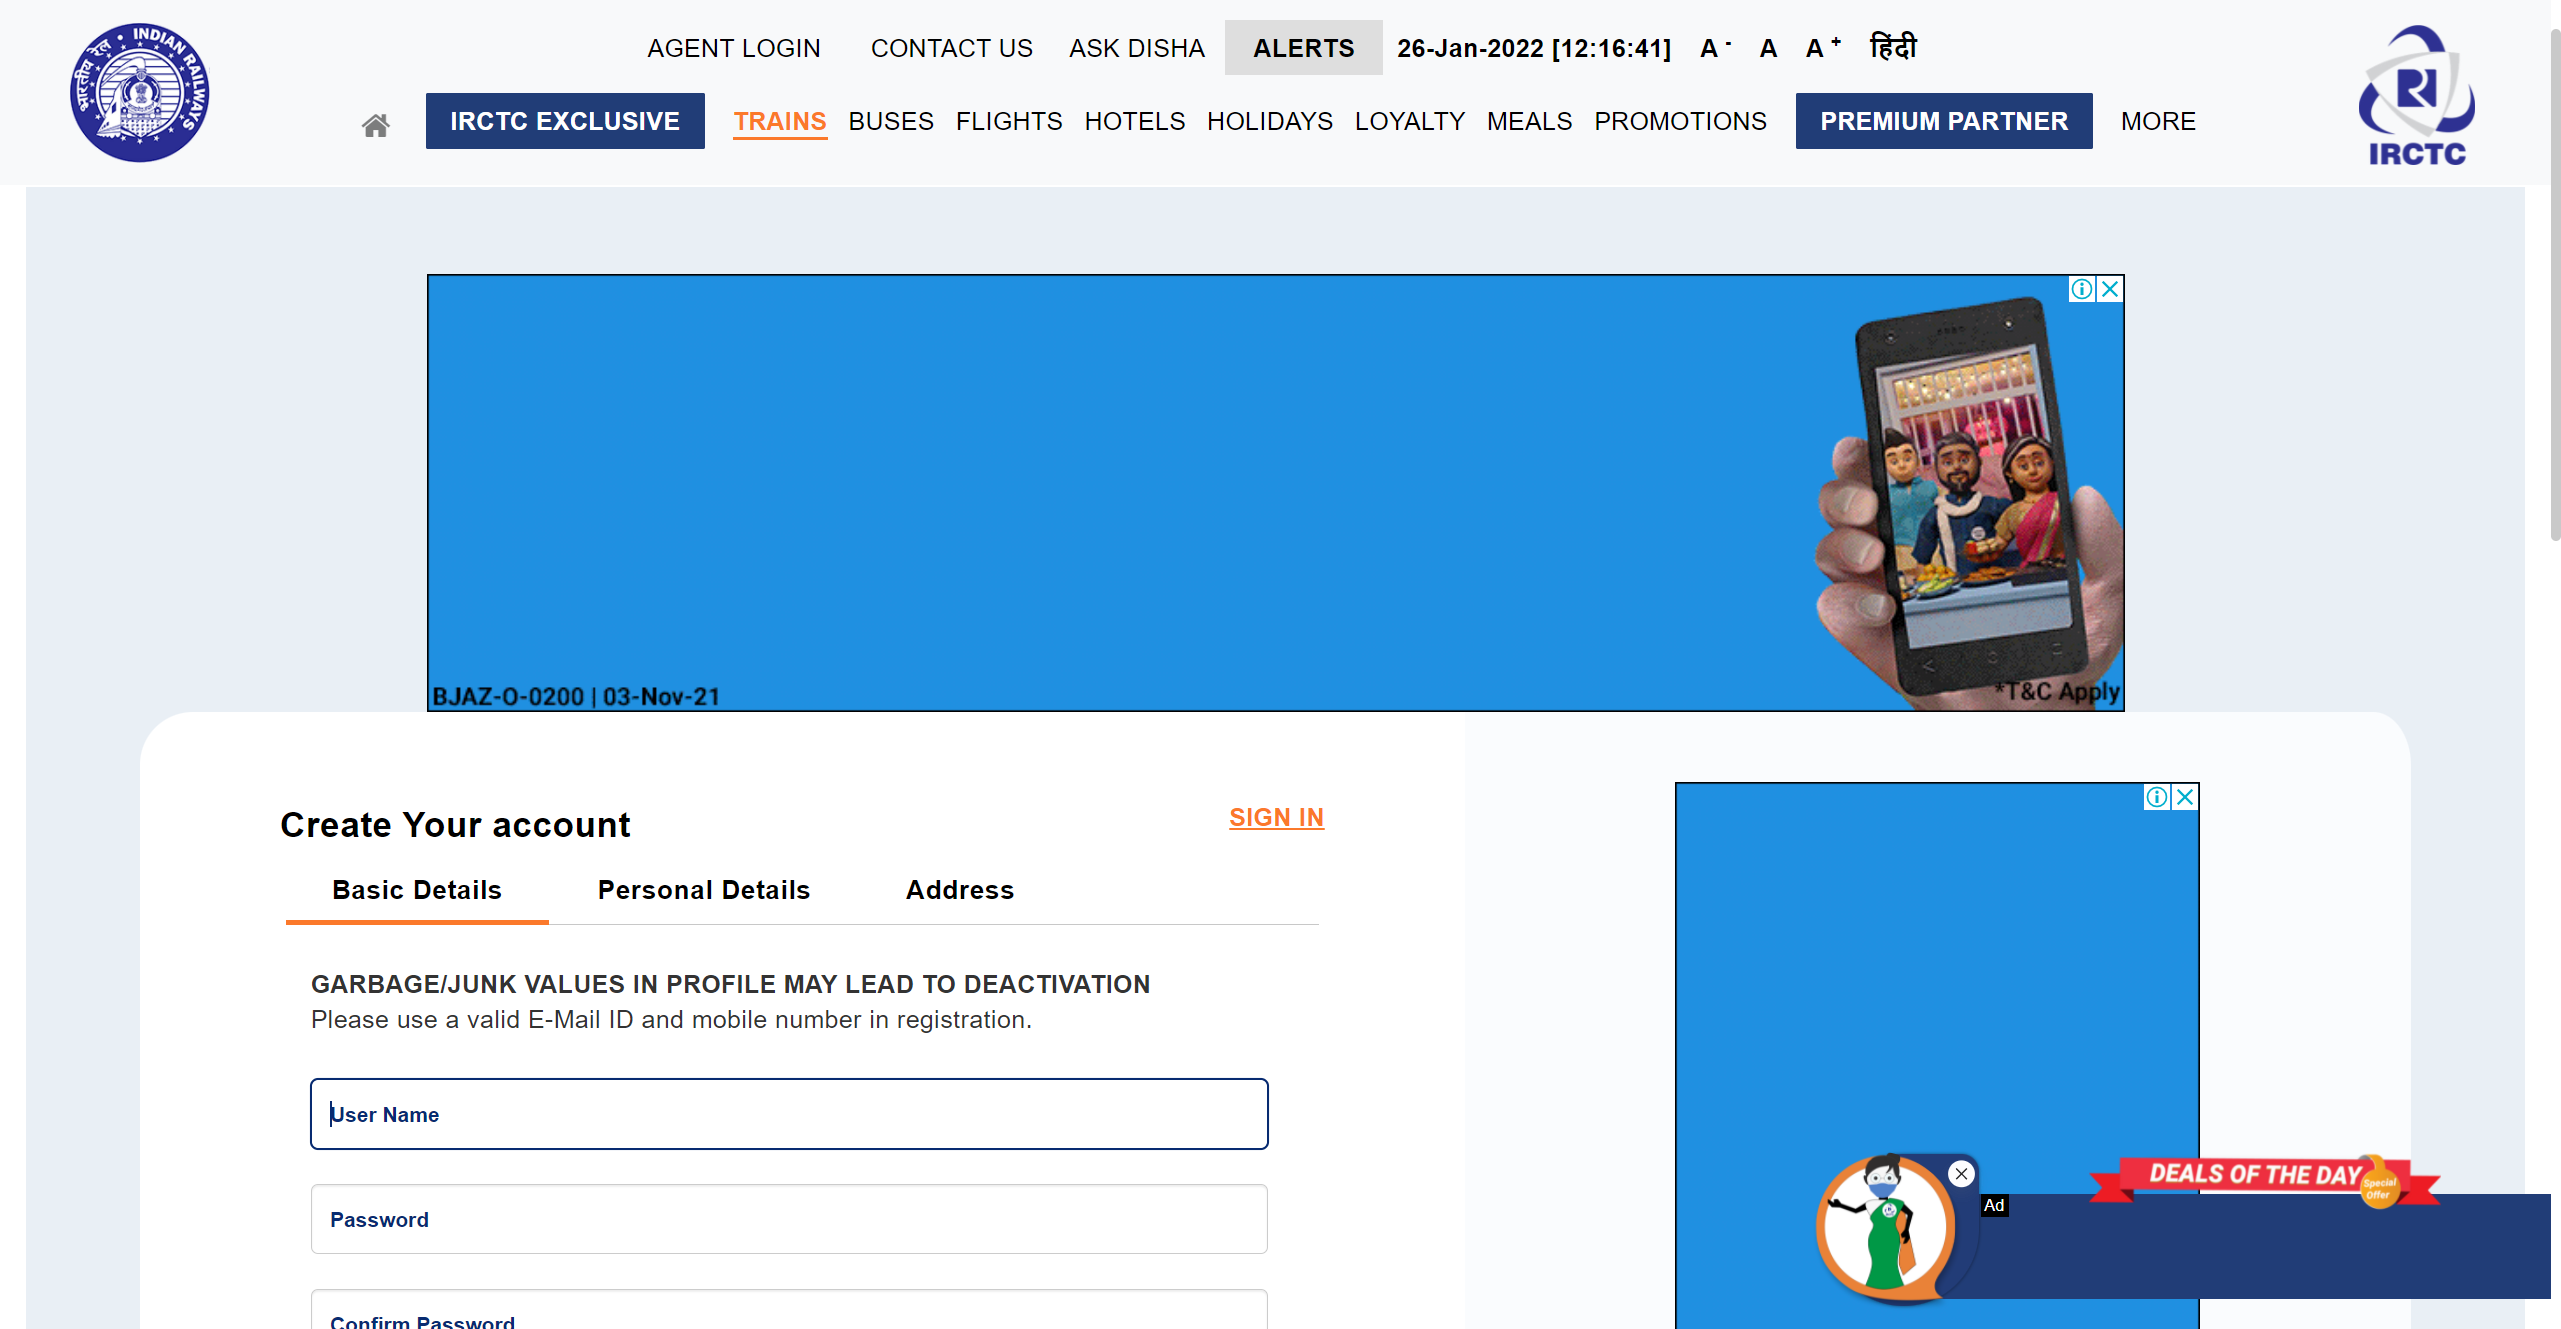 AGENT LOGIN CONTACT US ASK DISHA ALERTS 26-Jan-2022 [12:16:41] A - A A + हिंदी
भारतीय रेल • INDIAN RAILWAYS
IRCTC EXCLUSIVE TRAINS BUSES FLIGHTS HOTELS HOLIDAYS LOYALTY MEALS PROMOTIONS PREMIUM PARTNER MORE
IRCTC
BJAZ-O-0200 | 03-Nov-21
*T&C Apply
Create Your account
SIGN IN
Basic Details Personal Details Address
GARBAGE/JUNK VALUES IN PROFILE MAY LEAD TO DEACTIVATION
Please use a valid E-Mail ID and mobile number in registration.
User Name
Password
Confirm Password
DEALS OF THE DAY
Special
Offer
Ad